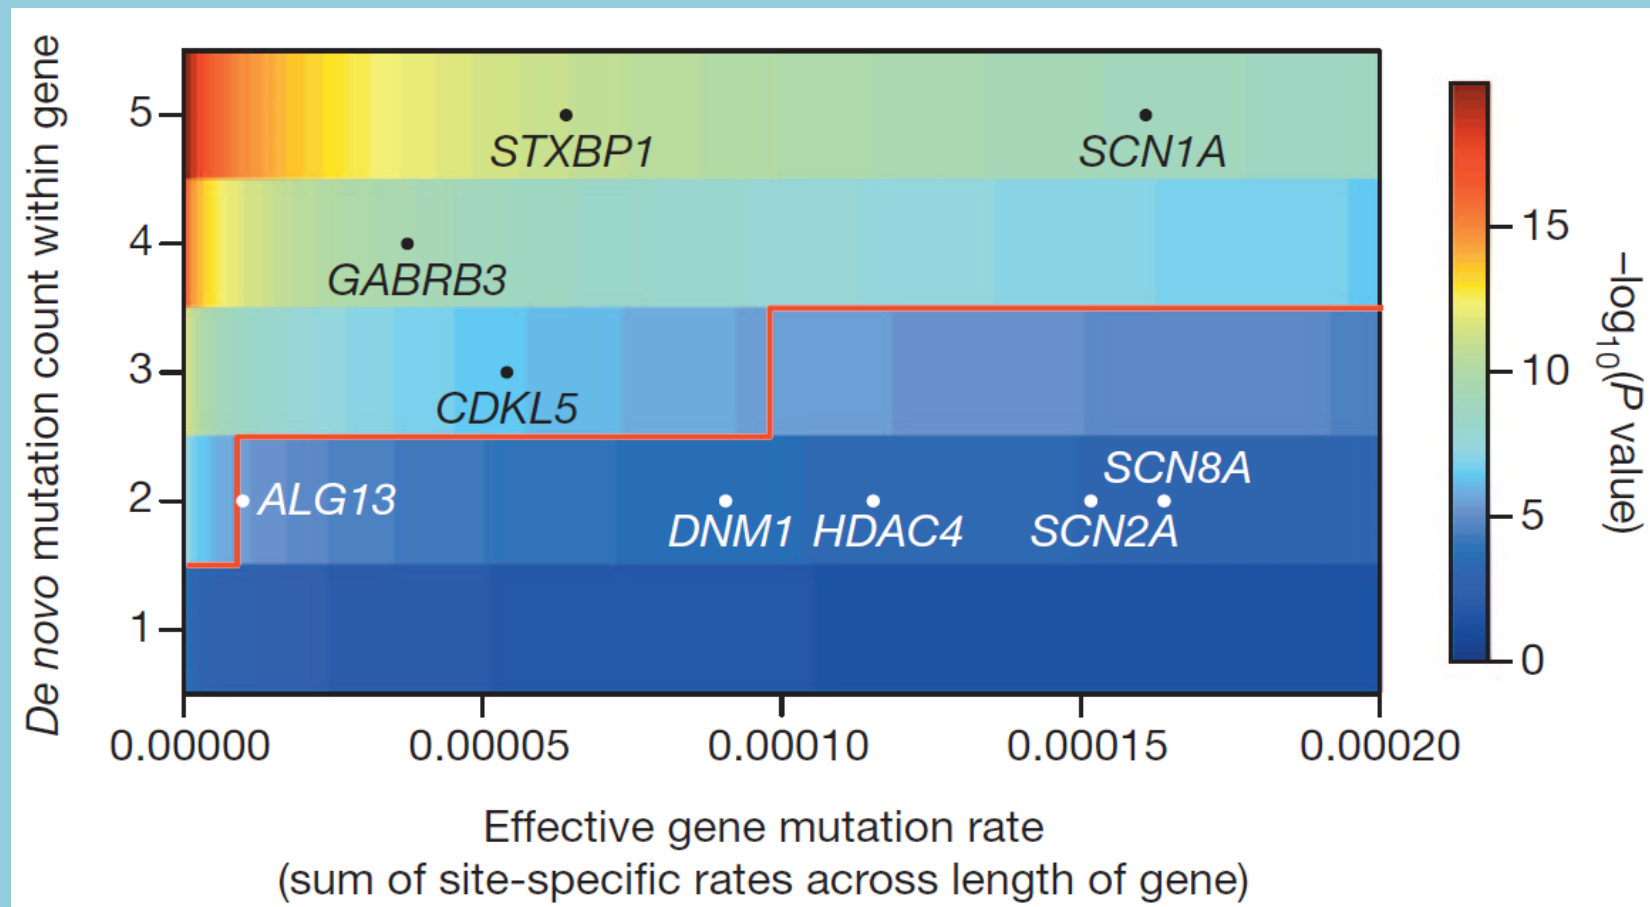 De novo mutation count within gene
5
4
3
2
1
STXBP1
SCN1A
GABRB3
CDKL5
SCN8A
ALG13
DNM1 HDAC4 SCN2A
0.00000 0.00005 0.00010 0.00015 0.00020
Effective gene mutation rate
(sum of site-specific rates across length of gene)
15
10
5
0
–log₁₀(P value)